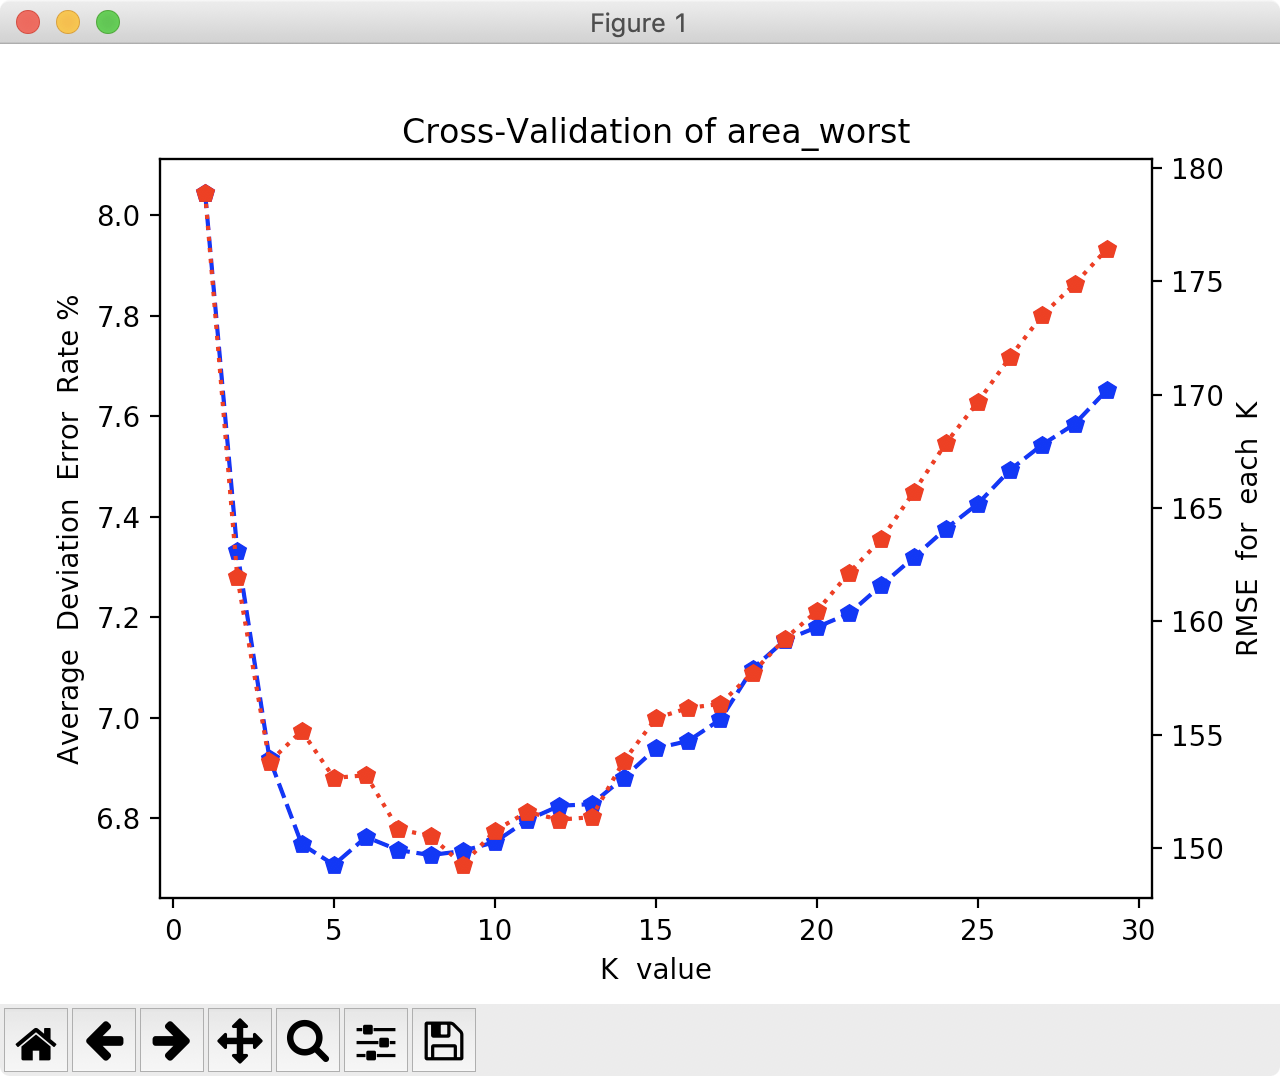 Figure 1
Cross-Validation of area_worst
Average Deviation Error Rate %
8.0
7.8
7.6
7.4
7.2
7.0
6.8
180
175
170
165
160
155
150
RMSE for each K
0 5 10 15 20 25 30
K value